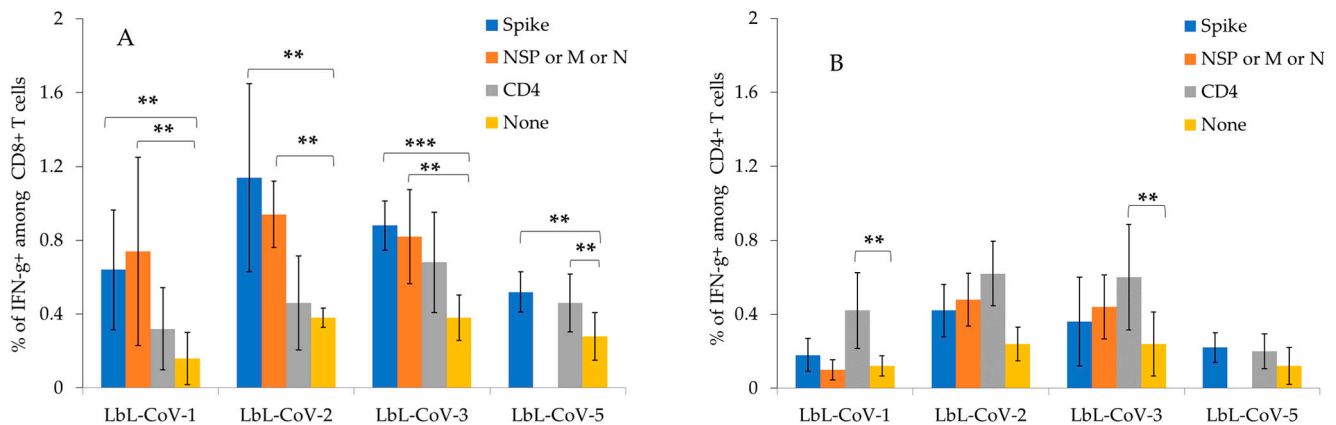 A
% of IFN-g+ among CD8+ T cells
2
1.6
1.2
0.8
0.4
0
Spike
NSP or M or N
CD4
None
**
**
**
**
***
**
**
**
LbL-CoV-1 LbL-CoV-2 LbL-CoV-3 LbL-CoV-5
B
% of IFN-g+ among CD4+ T cells
2
1.6
1.2
0.8
0.4
0
Spike
NSP or M or N
CD4
None
**
**
LbL-CoV-1 LbL-CoV-2 LbL-CoV-3 LbL-CoV-5